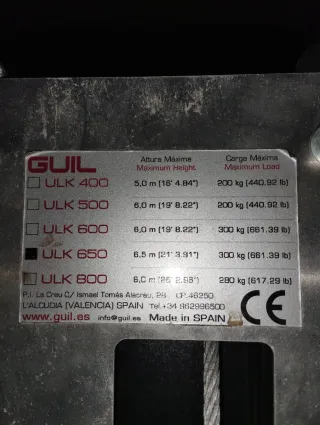 GUIL
Altura Máxima Carga Máxima
Maximum Height Maximum Load
ULK 400 5,0 m (16' 4.84") 200 kg (440.92 lb)
ULK 500 6,0 m (19' 8.22") 200 kg (440.92 lb)
ULK 600 6,0 m (19' 8.22") 300 kg (661.39 lb)
ULK 650 6,5 m (21' 3.91") 300 kg (661.39 lb)
ULK 800 m 280 kg (617.29 lb)
P.I. La Creu C/ Ismael Tomás Alacreu,
L'ALCUDIA (VALENCIA) SPAIN Tel.+34 962996500
www.guil.es info@guil.es Made in SPAIN CE